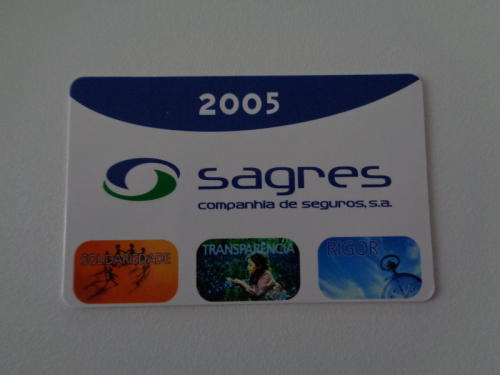 2005
sagres
companhia de seguros, s.a.
SOLIDARIEDADE
TRANSPARÊNCIA
RIGOR